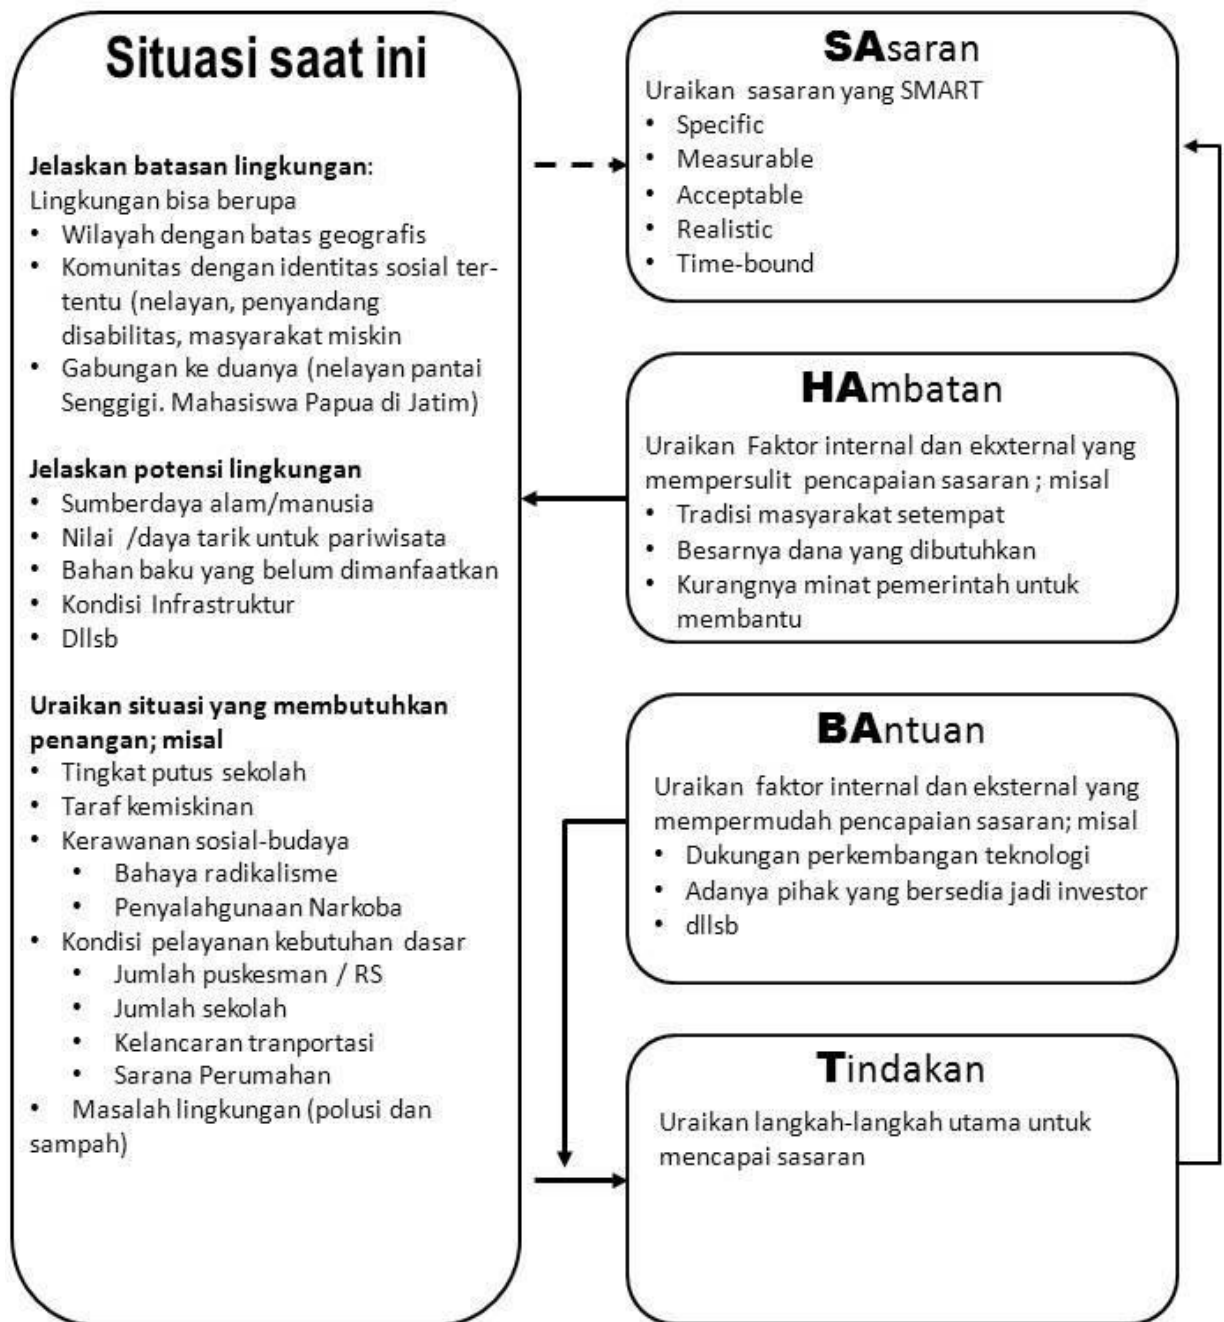 Situasi saat ini
Jelaskan batasan lingkungan:
Lingkungan bisa berupa
• Wilayah dengan batas geografis
• Komunitas dengan identitas sosial ter-
tentu (nelayan, penyandang
disabilitas, masyarakat miskin
• Gabungan ke duanya (nelayan pantai
Senggigi. Mahasiswa Papua di Jatim)
Jelaskan potensi lingkungan
• Sumberdaya alam/manusia
• Nilai /daya tarik untuk pariwisata
• Bahan baku yang belum dimanfaatkan
• Kondisi Infrastruktur
• Dllsb
Uraikan situasi yang membutuhkan
penangan; misal
• Tingkat putus sekolah
• Taraf kemiskinan
• Kerawanan sosial-budaya
• Bahaya radikalisme
• Penyalahgunaan Narkoba
• Kondisi pelayanan kebutuhan dasar
• Jumlah puskesman / RS
• Jumlah sekolah
• Kelancaran tranportasi
• Sarana Perumahan
• Masalah lingkungan (polusi dan
sampah)
SAsaran
Uraikan sasaran yang SMART
• Specific
• Measurable
• Acceptable
• Realistic
• Time-bound
HAmbatan
Uraikan Faktor internal dan ekxternal yang
mempersulit pencapaian sasaran ; misal
• Tradisi masyarakat setempat
• Besarnya dana yang dibutuhkan
• Kurangnya minat pemerintah untuk
membantu
BAntuan
Uraikan faktor internal dan eksternal yang
mempermudah pencapaian sasaran; misal
• Dukungan perkembangan teknologi
• Adanya pihak yang bersedia jadi investor
• dllsb
Tindakan
Uraikan langkah-langkah utama untuk
mencapai sasaran